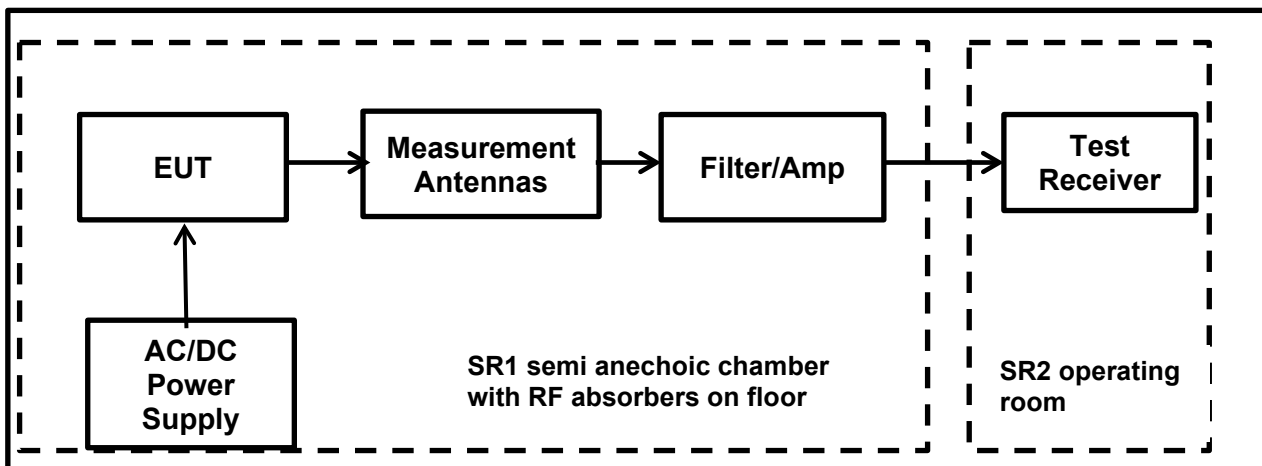 EUT
Measurement
Antennas
Filter/Amp
Test
Receiver
AC/DC
Power
Supply
SR1 semi anechoic chamber
with RF absorbers on floor
SR2 operating
room